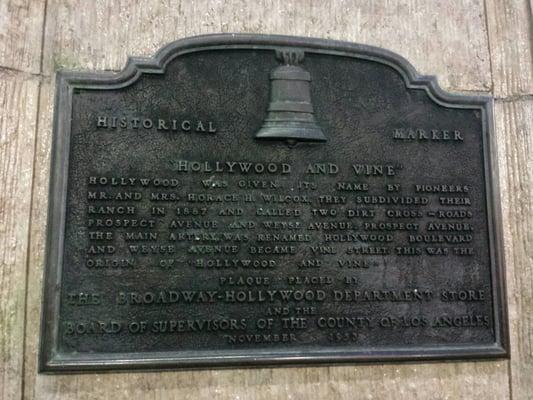 HISTORICAL MARKER
"HOLLYWOOD AND VINE"
HOLLYWOOD WAS GIVEN ITS NAME BY PIONEERS
MR. AND MRS. HORACE H. WILCOX. THEY SUBDIVIDED THEIR
RANCH IN 1887 AND CALLED TWO DIRT CROSS-ROADS
PROSPECT AVENUE AND WEYSE AVENUE. PROSPECT AVENUE,
THE MAIN ARTERY, WAS RENAMED HOLLYWOOD BOULEVARD
AND WEYSE AVENUE BECAME VINE STREET. THIS WAS THE
ORIGIN OF "HOLLYWOOD AND VINE"
PLAQUE PLACED BY
THE BROADWAY-HOLLYWOOD DEPARTMENT STORE
AND THE
BOARD OF SUPERVISORS OF THE COUNTY OF LOS ANGELES
NOVEMBER 1953